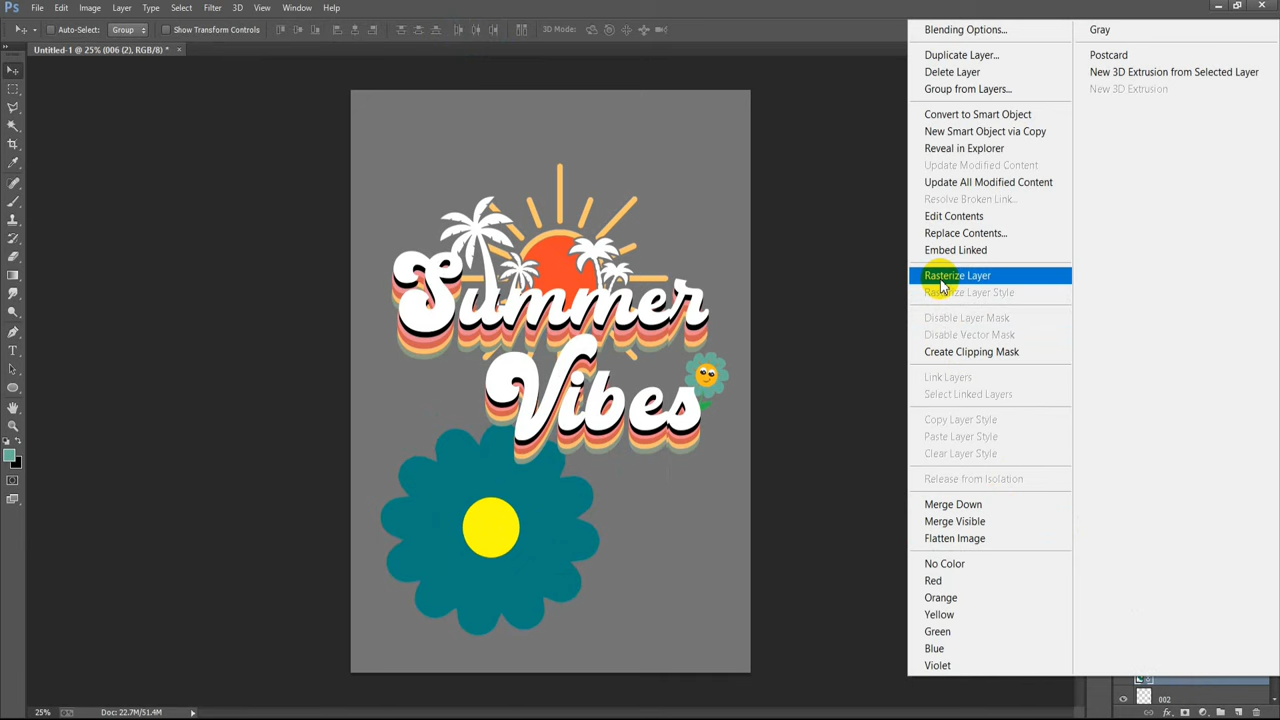 Ps File Edit Image Layer Type Select Filter 3D View Window Help
Auto-Select: Group Show Transform Controls 3D Mode:
Untitled-1 @ 25% (006 (2), RGB/8) * ×
Blending Options...
Duplicate Layer...
Delete Layer
Group from Layers...
Convert to Smart Object
New Smart Object via Copy
Reveal in Explorer
Update Modified Content
Update All Modified Content
Resolve Broken Link...
Edit Contents
Replace Contents...
Embed Linked
Rasterize Layer
Rasterize Layer Style
Disable Layer Mask
Disable Vector Mask
Create Clipping Mask
Link Layers
Select Linked Layers
Copy Layer Style
Paste Layer Style
Clear Layer Style
Release from Isolation
Merge Down
Merge Visible
Flatten Image
No Color
Red
Orange
Yellow
Green
Blue
Violet
Gray
Postcard
New 3D Extrusion from Selected Layer
New 3D Extrusion
Summer
Vibes
002
25% Doc: 22.7M/51.4M